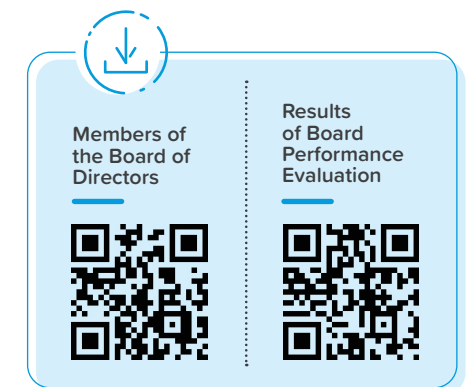 Members of
the Board of
Directors
Results
of Board
Performance
Evaluation